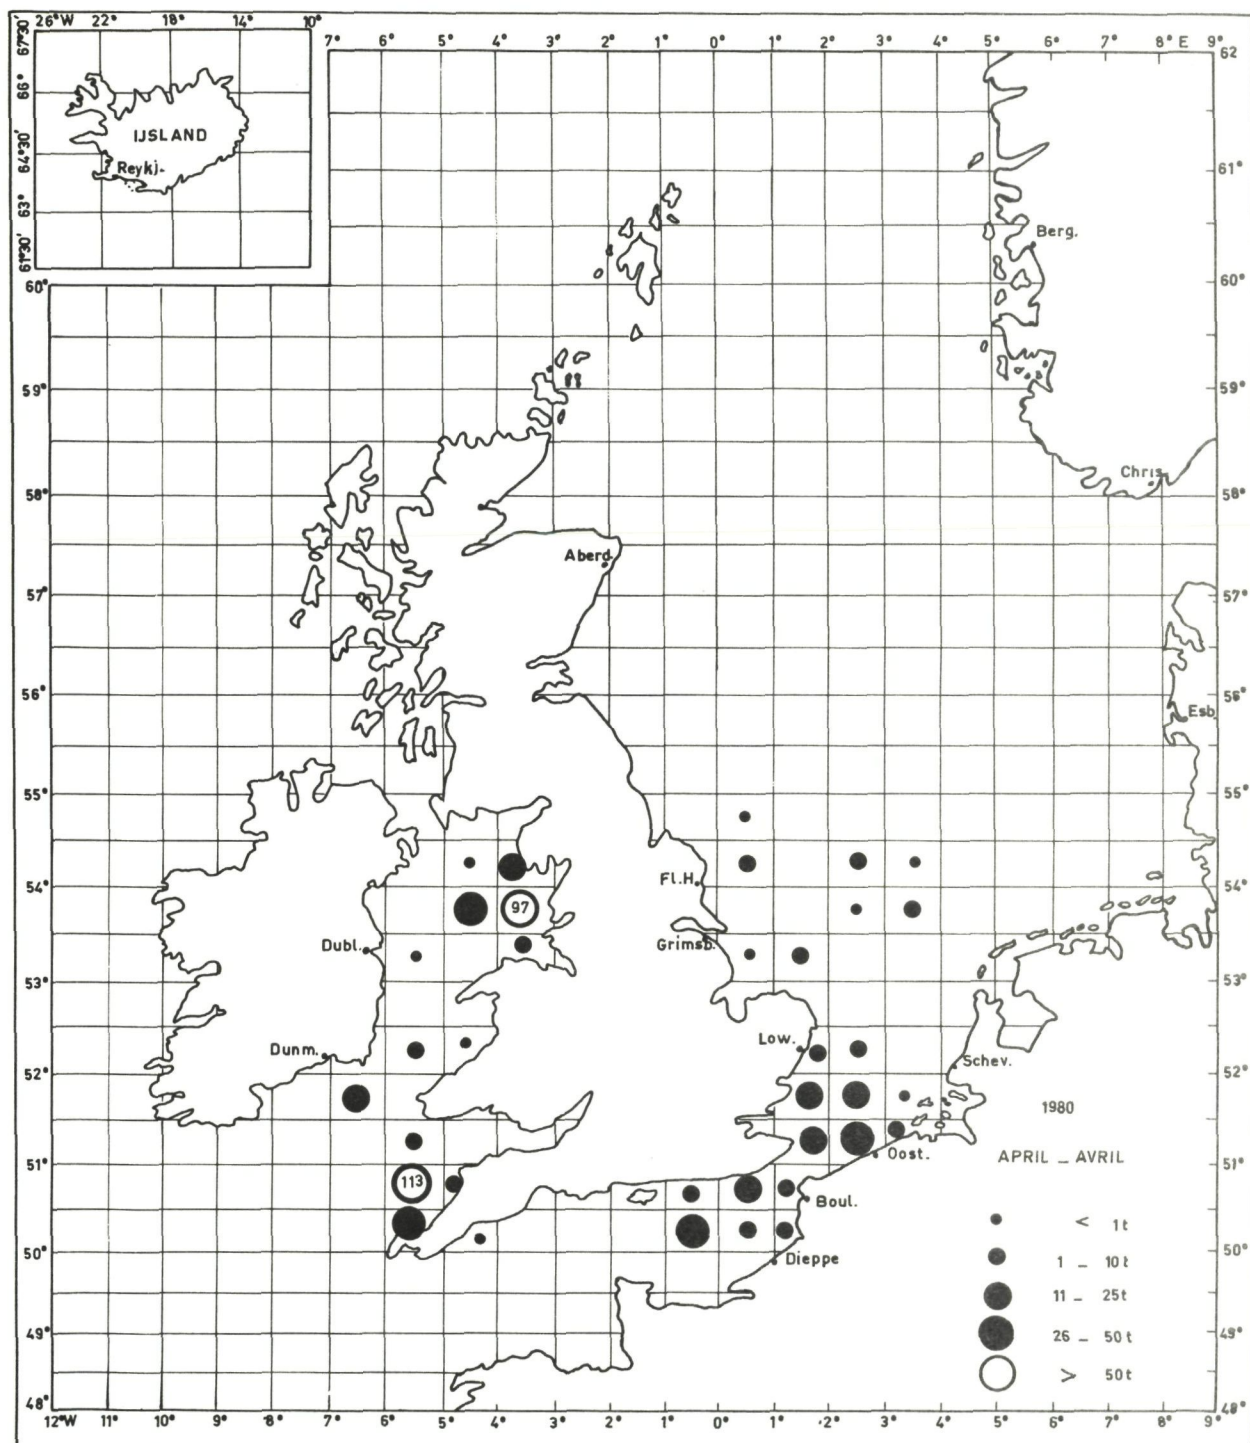 26°W 22° 18° 14° 10°
7° 6° 5° 4° 3° 2° 1° 0° 1° 2° 3° 4° 5° 6° 7° 8° E 9°
67°30'
66°
64°30'
63°
61°30'
IJSLAND
Reykj.
62
61°
60°
59°
58°
57°
56°
55°
54°
53°
52°
51°
50°
49°
48°
60°
59°
58°
57°
56°
55°
54°
53°
52°
51°
50°
49°
48°
Berg.
Chris
Aberd.
Esb
Fl.H.
97
Dubl.
Grimsb.
Dunm.
Low.
Schev.
113
Oost.
Boul.
Dieppe
1980
APRIL _ AVRIL
< 1t
1 _ 10t
11 _ 25t
26 _ 50t
> 50t
12°W 11° 10° 9° 8° 7° 6° 5° 4° 3° 2° 1° 0° 1° 2° 3° 4° 5° 6° 7° 8° 9°